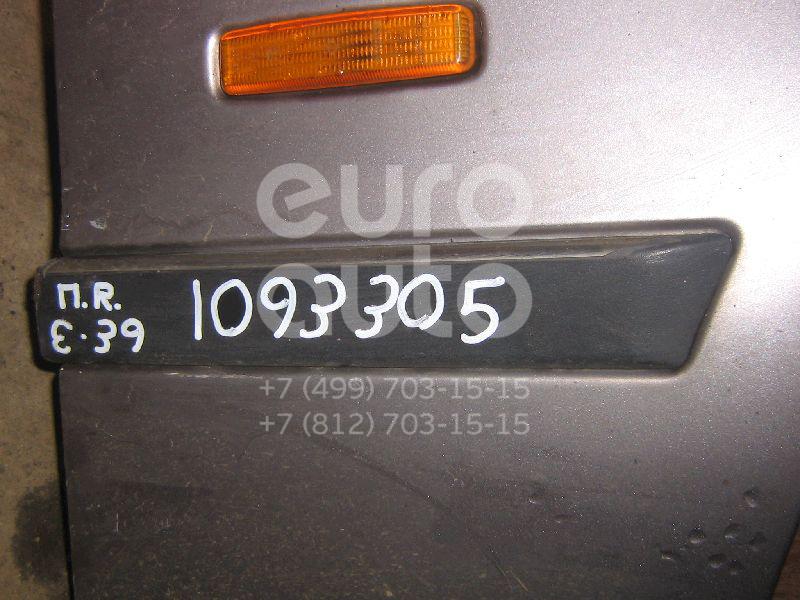 euro
auto
П.R.
E-39
1093305
+7 (499) 703-15-15
+7 (812) 703-15-15